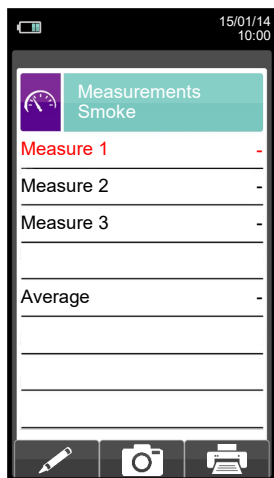 15/01/14
10:00
Measurements
Smoke
Measure 1 -
Measure 2 -
Measure 3 -
Average -